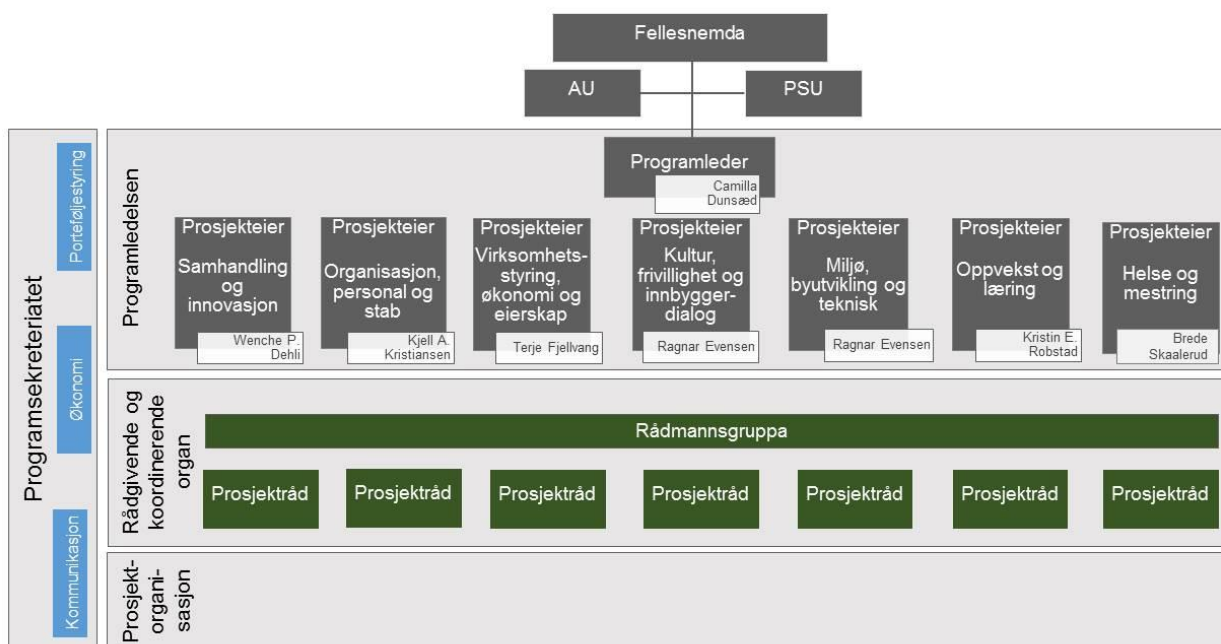 Fellesnemda
AU
PSU
Programsekretariatet
Porteføljestyring
Økonomi
Kommunikasjon
Programledelsen
Programleder
Camilla
Dunsæd
Prosjekteier
Samhandling
og
innovasjon
Wenche P.
Dehli
Prosjekteier
Organisasjon,
personal og
stab
Kjell A.
Kristiansen
Prosjekteier
Virksomhets-
styring,
økonomi og
eierskap
Terje Fjellvang
Prosjekteier
Kultur,
frivillighet og
innbygger-
dialog
Ragnar Evensen
Prosjekteier
Miljø,
byutvikling og
teknisk
Ragnar Evensen
Prosjekteier
Oppvekst og
læring
Kristin E.
Robstad
Prosjekteier
Helse og
mestring
Brede
Skaalerud
Rådgivende og
koordinerende
organ
Rådmannsgruppa
Prosjektråd
Prosjektråd
Prosjektråd
Prosjektråd
Prosjektråd
Prosjektråd
Prosjektråd
Prosjekt-
organi-
sasjon